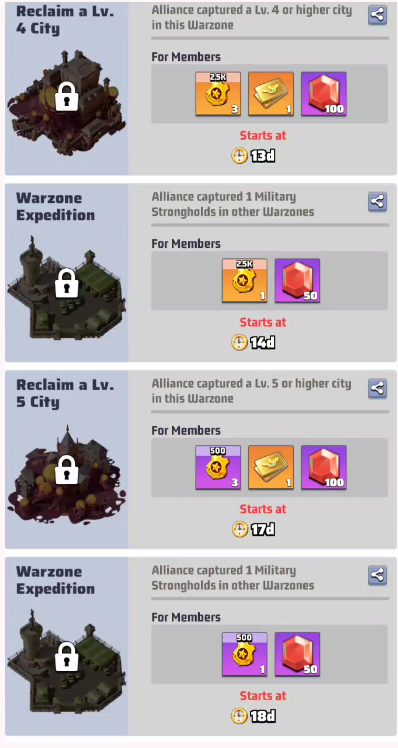 Reclaim a Lv.
4 City
Alliance captured a Lv. 4 or higher city
in this Warzone
For Members
2.5K
3
1
100
Starts at
13d
Warzone
Expedition
Alliance captured 1 Military
Strongholds in other Warzones
For Members
2.5K
1
50
Starts at
14d
Reclaim a Lv.
5 City
Alliance captured a Lv. 5 or higher city
in this Warzone
For Members
500
3
1
100
Starts at
17d
Warzone
Expedition
Alliance captured 1 Military
Strongholds in other Warzones
For Members
500
1
50
Starts at
18d